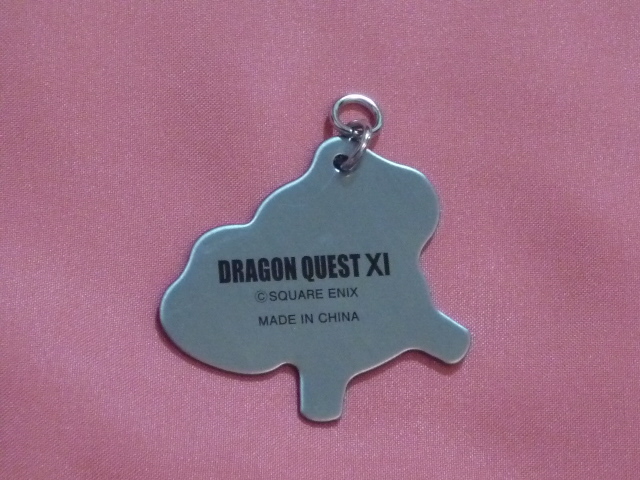 DRAGON QUEST XI
©SQUARE ENIX
MADE IN CHINA